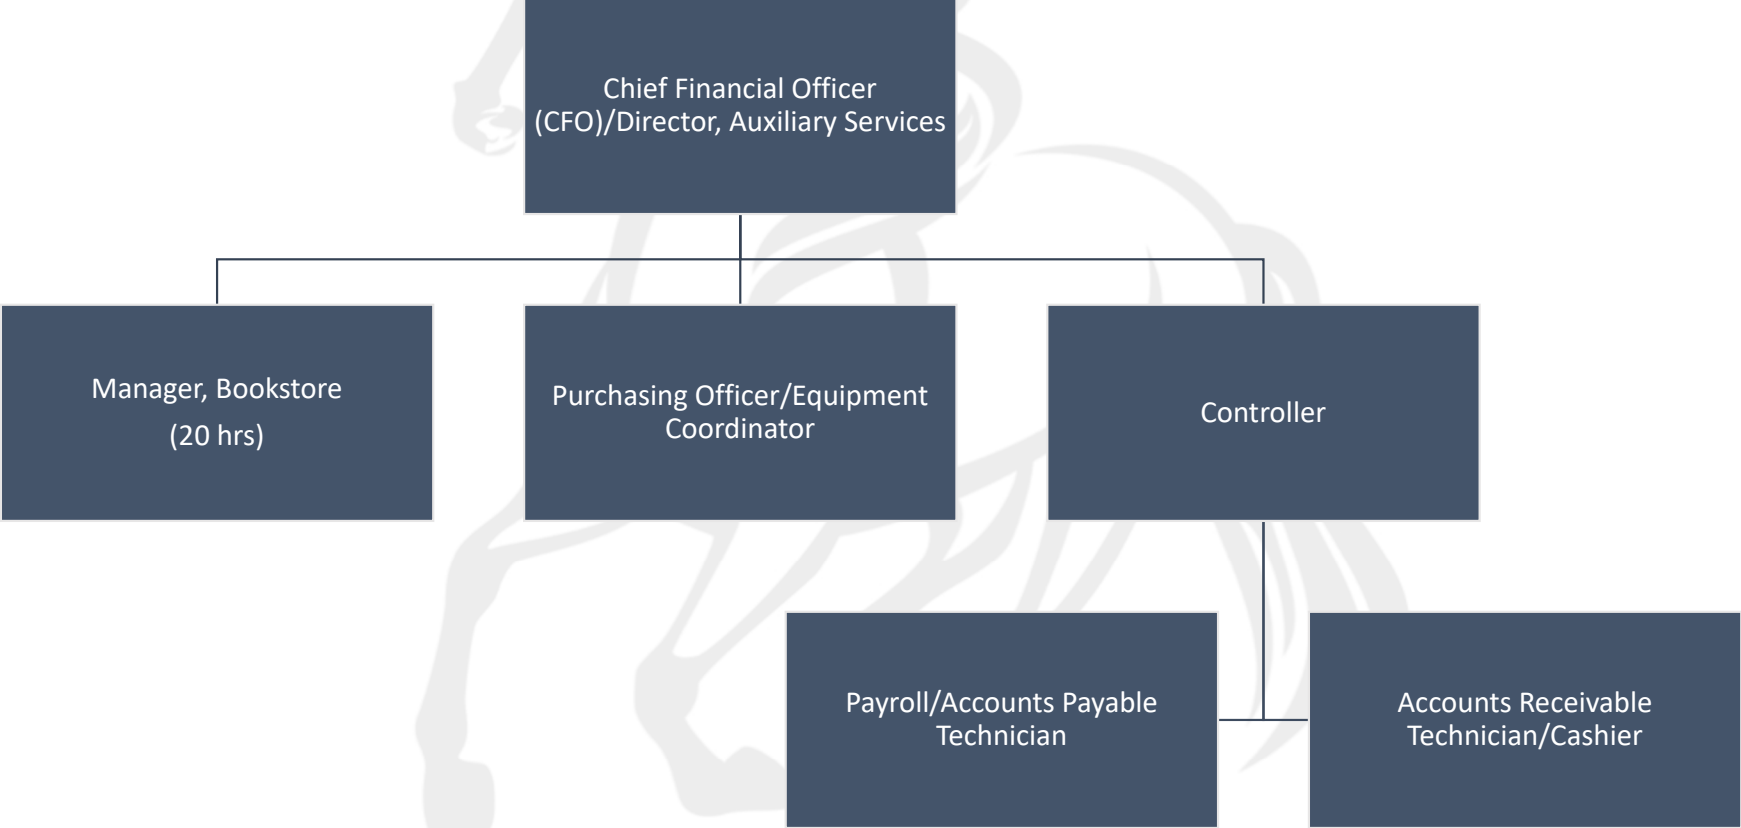 Chief Financial Officer
(CFO)/Director, Auxiliary Services
Manager, Bookstore
(20 hrs)
Purchasing Officer/Equipment
Coordinator
Controller
Payroll/Accounts Payable
Technician
Accounts Receivable
Technician/Cashier